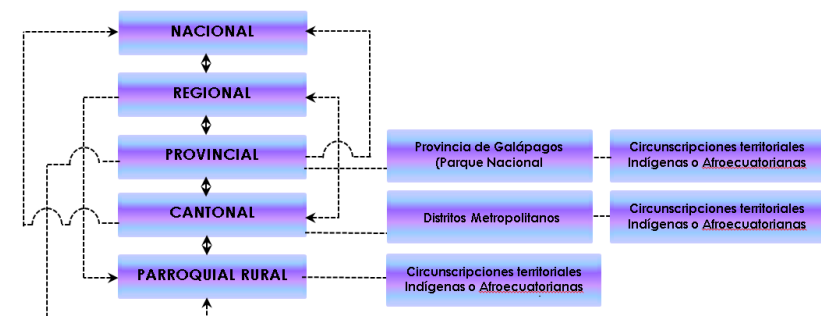 NACIONAL
REGIONAL
PROVINCIAL
Provincia de Galápagos
(Parque Nacional
Circunscripciones territoriales
Indígenas o Afroecuatorianas
CANTONAL
Distritos Metropolitanos
Circunscripciones territoriales
Indígenas o Afroecuatorianas
PARROQUIAL RURAL
Circunscripciones territoriales
Indígenas o Afroecuatorianas